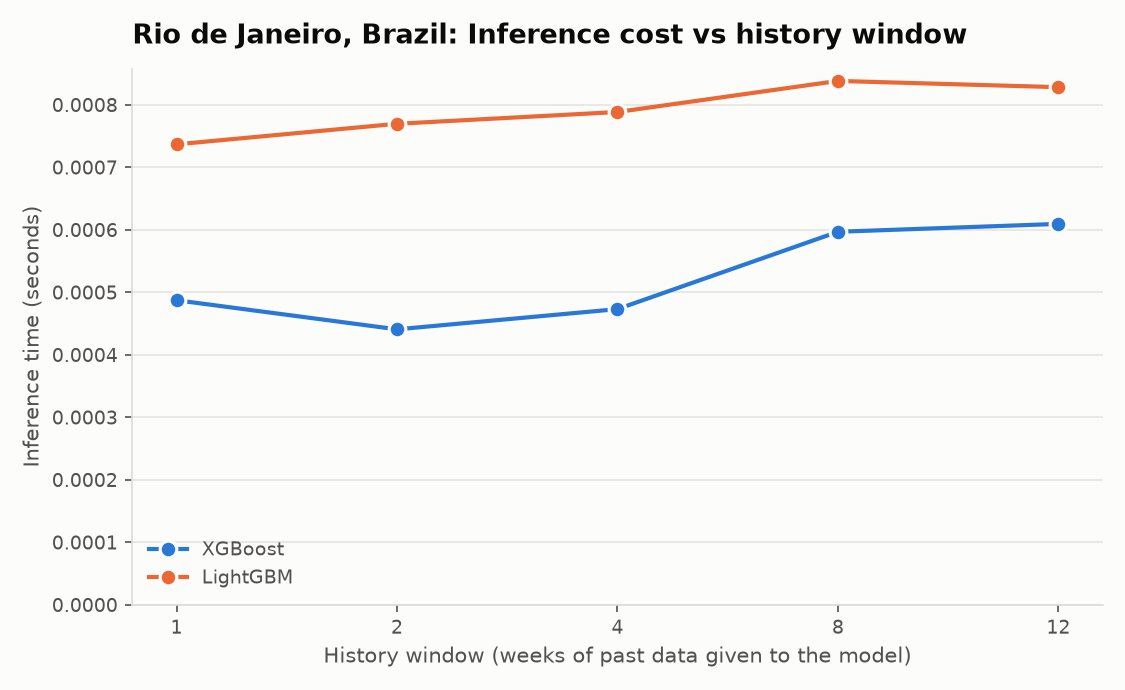 Rio de Janeiro, Brazil: Inference cost vs history window
Inference time (seconds)
0.0008
0.0007
0.0006
0.0005
0.0004
0.0003
0.0002
0.0001
0.0000
XGBoost
LightGBM
1 2 4 8 12
History window (weeks of past data given to the model)